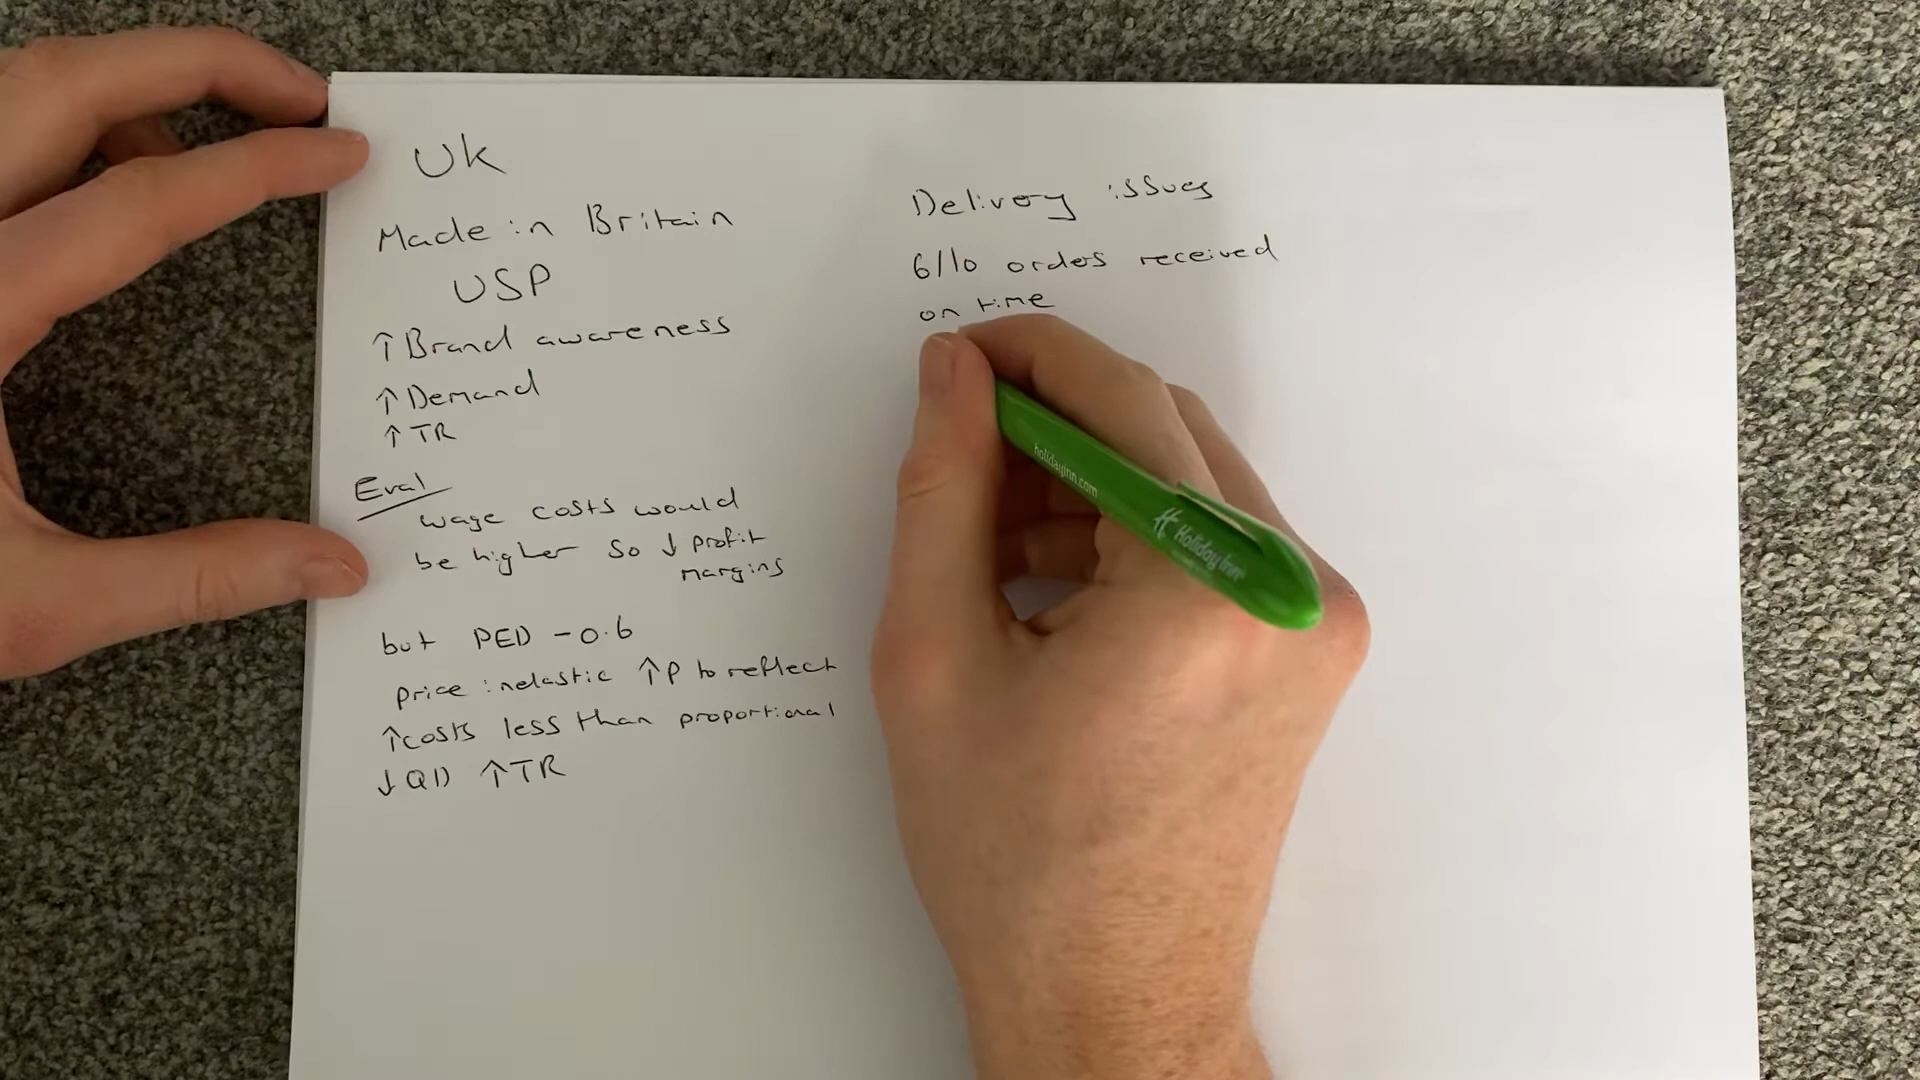 UK
Made in Britain
USP
↑ Brand awareness
↑ Demand
↑ TR
Eval
wage costs would
be higher so ↓ profit
margins
but PED -0.6
price inelastic ↑P to reflect
↑costs less than proportional
↓QD ↑TR
Delivery issues
6/10 orders received
on time
holidayinn.com
H Holiday Inn